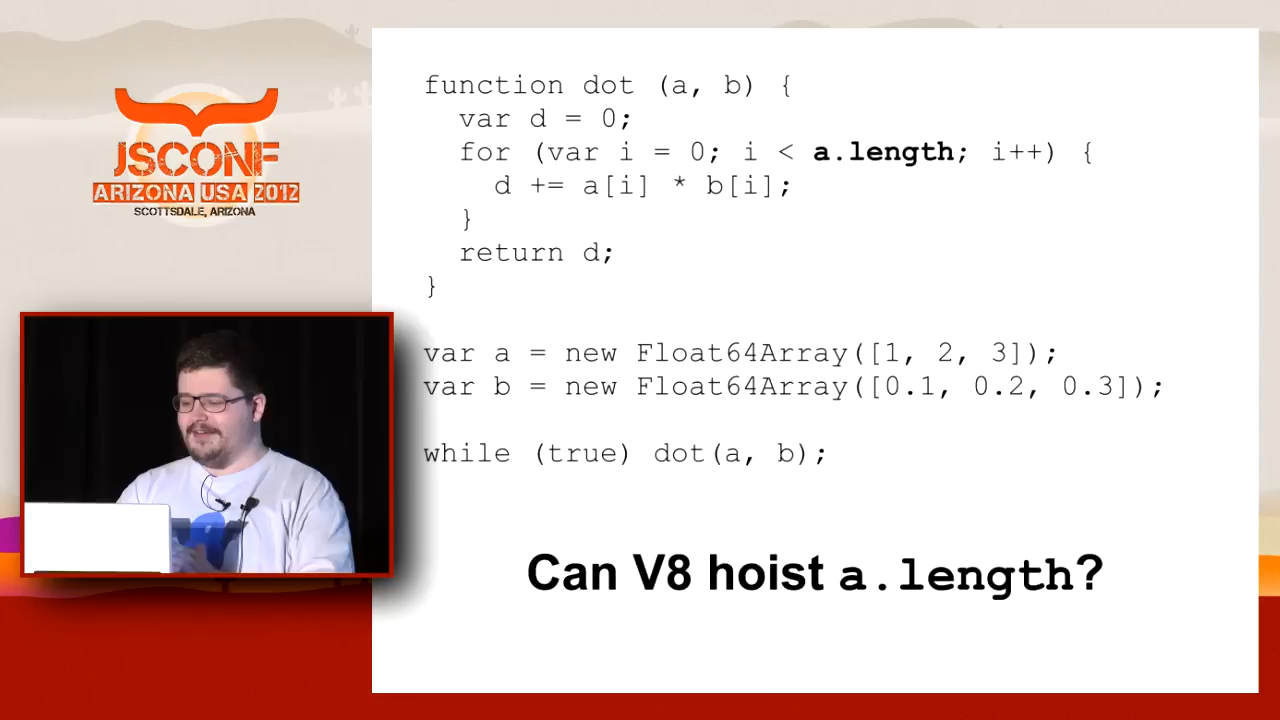 JSCONF
ARIZONA USA 2012
SCOTTSDALE, ARIZONA
function dot (a, b) {
  var d = 0;
  for (var i = 0; i < a.length; i++) {
    d += a[i] * b[i];
  }
  return d;
}
var a = new Float64Array([1, 2, 3]);
var b = new Float64Array([0.1, 0.2, 0.3]);
while (true) dot(a, b);
Can V8 hoist a.length?